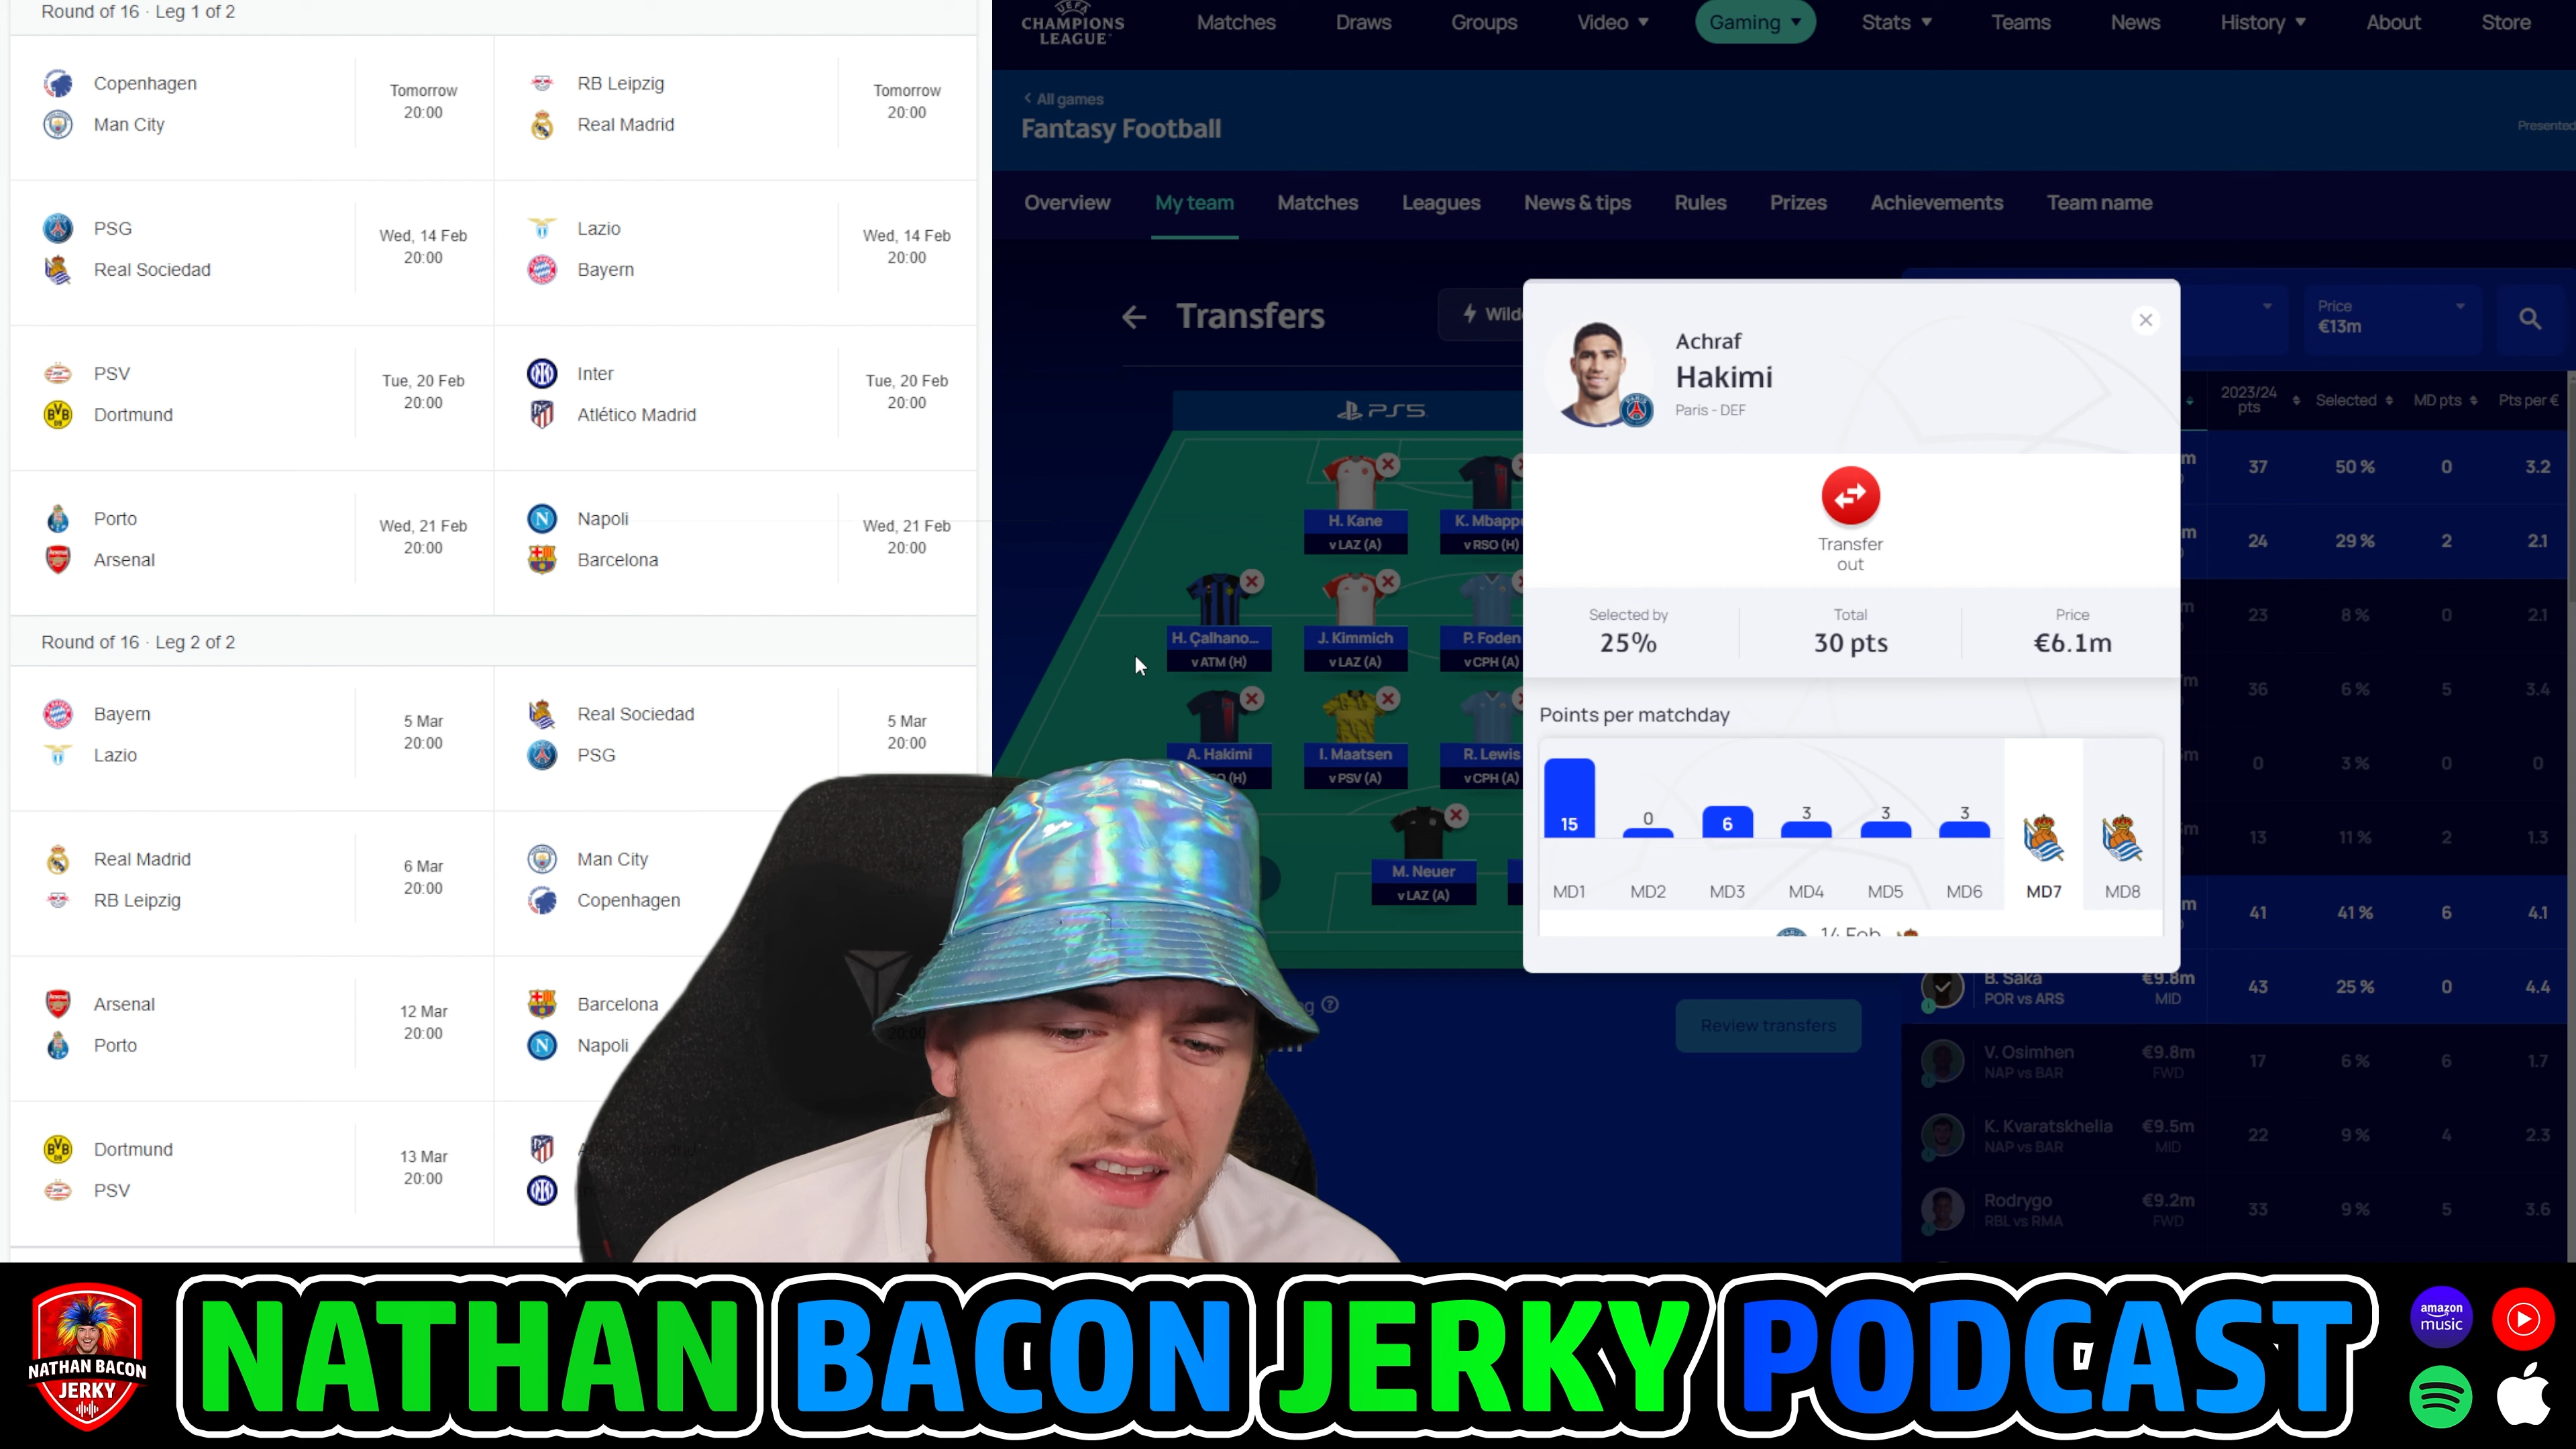 Round of 16 · Leg 1 of 2
Copenhagen
Man City
Tomorrow
20:00
RB Leipzig
Real Madrid
Tomorrow
20:00
PSG
Real Sociedad
Wed, 14 Feb
20:00
Lazio
Bayern
Wed, 14 Feb
20:00
PSV
Dortmund
Tue, 20 Feb
20:00
Inter
Atlético Madrid
Tue, 20 Feb
20:00
Porto
Arsenal
Wed, 21 Feb
20:00
Napoli
Barcelona
Wed, 21 Feb
20:00
Round of 16 · Leg 2 of 2
Bayern
Lazio
5 Mar
20:00
Real Sociedad
PSG
5 Mar
20:00
Real Madrid
RB Leipzig
6 Mar
20:00
Man City
Copenhagen
Arsenal
Porto
12 Mar
20:00
Barcelona
Napoli
Dortmund
PSV
13 Mar
20:00
UEFA
CHAMPIONS
LEAGUE
Matches Draws Groups Video Gaming Stats Teams News History About Store
All games
Fantasy Football
Presented
Overview My team Matches Leagues News & tips Rules Prizes Achievements Team name
Transfers
PS5
H. Kane
v LAZ (A)
K. Mbapp
v RSO (H)
H. Çalhano...
v ATM (H)
J. Kimmich
v LAZ (A)
P. Foden
v CPH (A)
A. Hakimi
(H)
I. Maatsen
v PSV (A)
R. Lewis
v CPH (A)
M. Neuer
v LAZ (A)
Review transfers
Achraf
Hakimi
Paris - DEF
Transfer
out
Selected by
25%
Total
30 pts
Price
€6.1m
Points per matchday
15 0 6 3 3 3
MD1 MD2 MD3 MD4 MD5 MD6 MD7 MD8
14 Feb
Price
€13m
2023/24
pts
Selected MD pts Pts per €
37 50 % 0 3.2
24 29 % 2 2.1
23 8 % 0 2.1
36 6 % 5 3.4
0 3 % 0 0
13 11 % 2 1.3
41 41 % 6 4.1
B. Saka €9.8m
POR vs ARS MID
43 25 % 0 4.4
V. Osimhen €9.8m
NAP vs BAR FWD
17 6 % 6 1.7
K. Kvaratskhelia €9.5m
NAP vs BAR MID
22 9 % 4 2.3
Rodrygo €9.2m
RBL vs RMA FWD
33 9 % 5 3.6
NATHAN BACON
JERKY
NATHAN BACON JERKY PODCAST
amazon
music